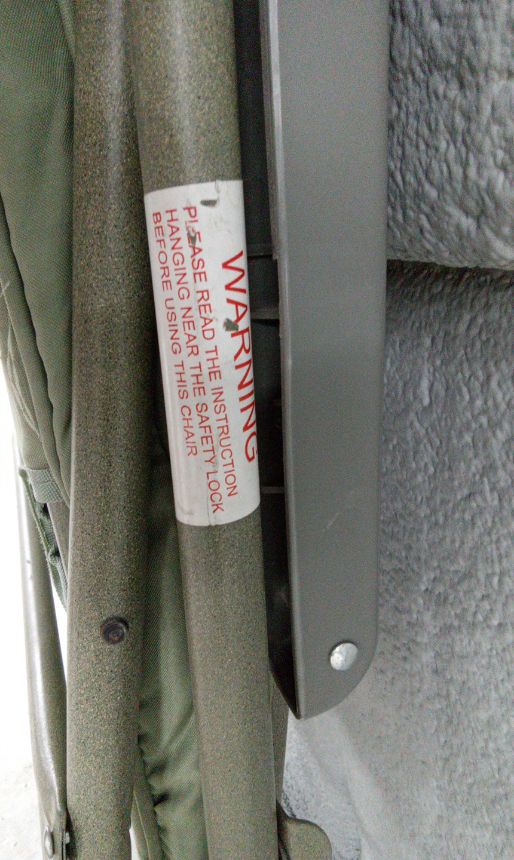 WARNING
PLEASE READ THE INSTRUCTION
HANGING NEAR THE SAFETY LOCK
BEFORE USING THIS CHAIR